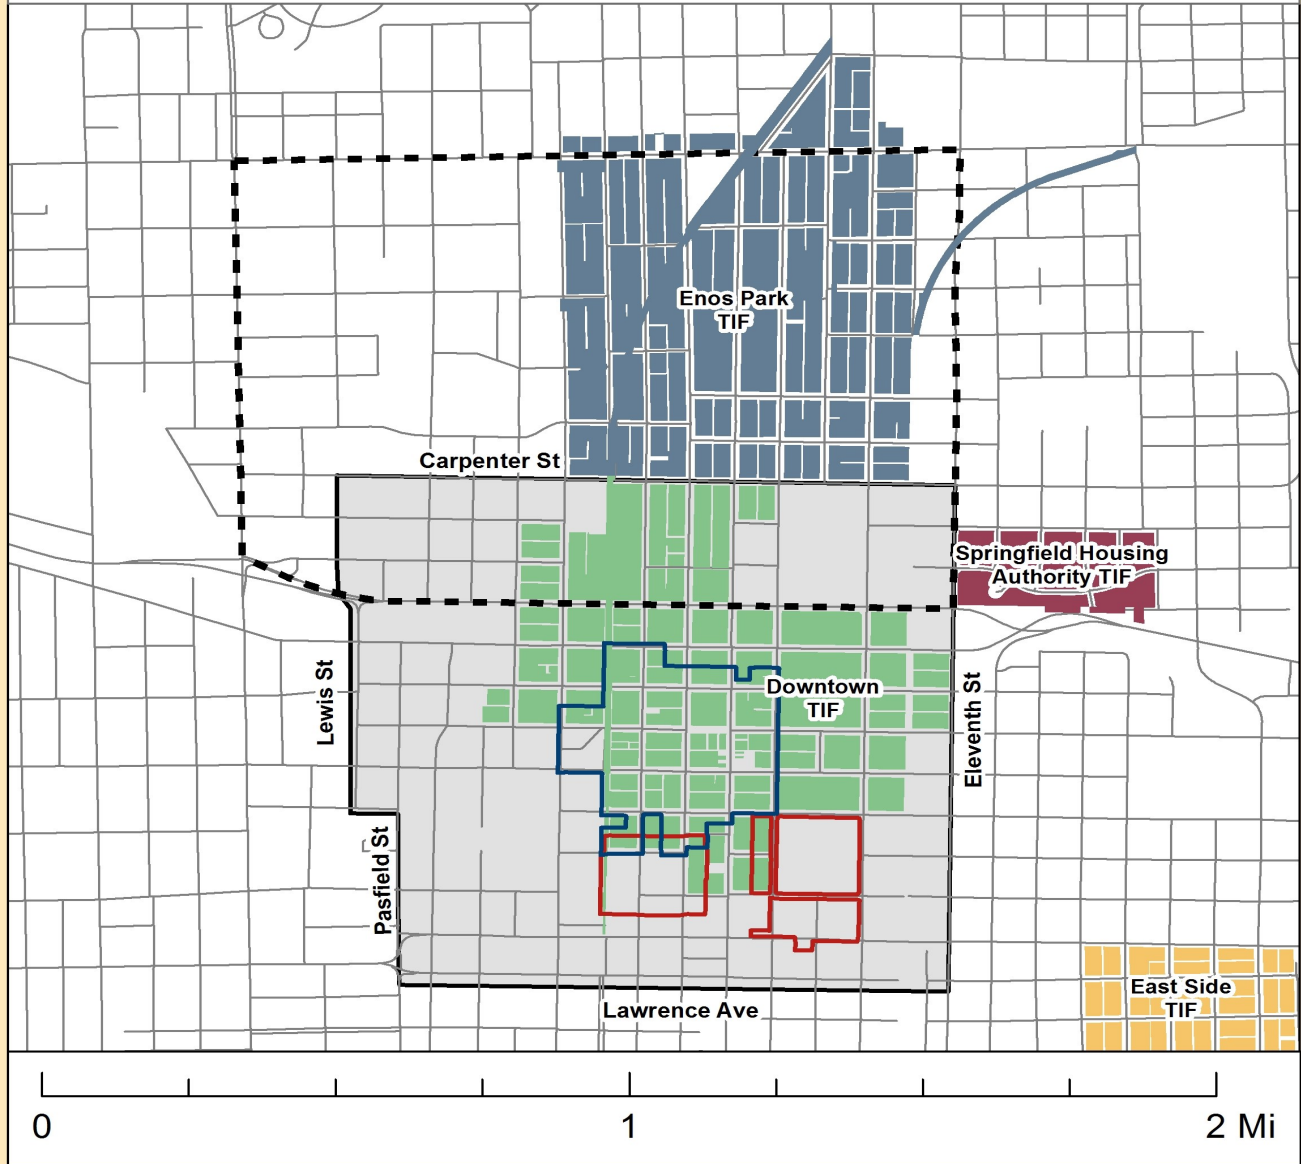 Enos Park
TIF
Carpenter St
Springfield Housing
Authority TIF
Lewis St
Downtown
TIF
Eleventh St
Pasfield St
East Side
TIF
Lawrence Ave
0 1 2 Mi